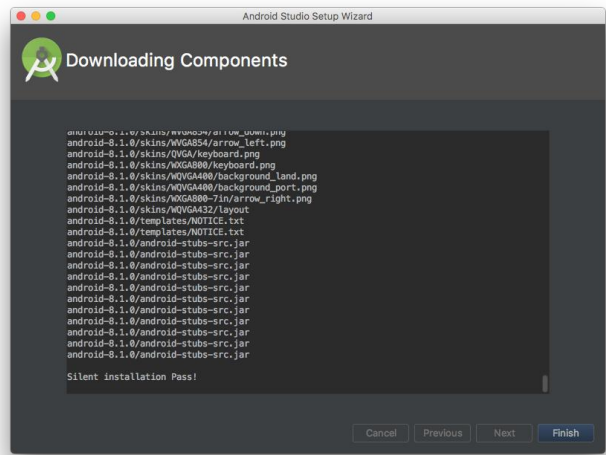 Android Studio Setup Wizard
Downloading Components
android-8.1.0/skins/WVGA854/arrow_down.png
android-8.1.0/skins/WVGA854/arrow_left.png
android-8.1.0/skins/QVGA/keyboard.png
android-8.1.0/skins/WXGA800/keyboard.png
android-8.1.0/skins/WQVGA400/background_land.png
android-8.1.0/skins/WQVGA400/background_port.png
android-8.1.0/skins/WXGA800-7in/arrow_right.png
android-8.1.0/skins/WQVGA432/layout
android-8.1.0/templates/NOTICE.txt
android-8.1.0/templates/NOTICE.txt
android-8.1.0/android-stubs-src.jar
android-8.1.0/android-stubs-src.jar
android-8.1.0/android-stubs-src.jar
android-8.1.0/android-stubs-src.jar
android-8.1.0/android-stubs-src.jar
android-8.1.0/android-stubs-src.jar
android-8.1.0/android-stubs-src.jar
android-8.1.0/android-stubs-src.jar
android-8.1.0/android-stubs-src.jar
android-8.1.0/android-stubs-src.jar
Silent installation Pass!
Cancel Previous Next Finish